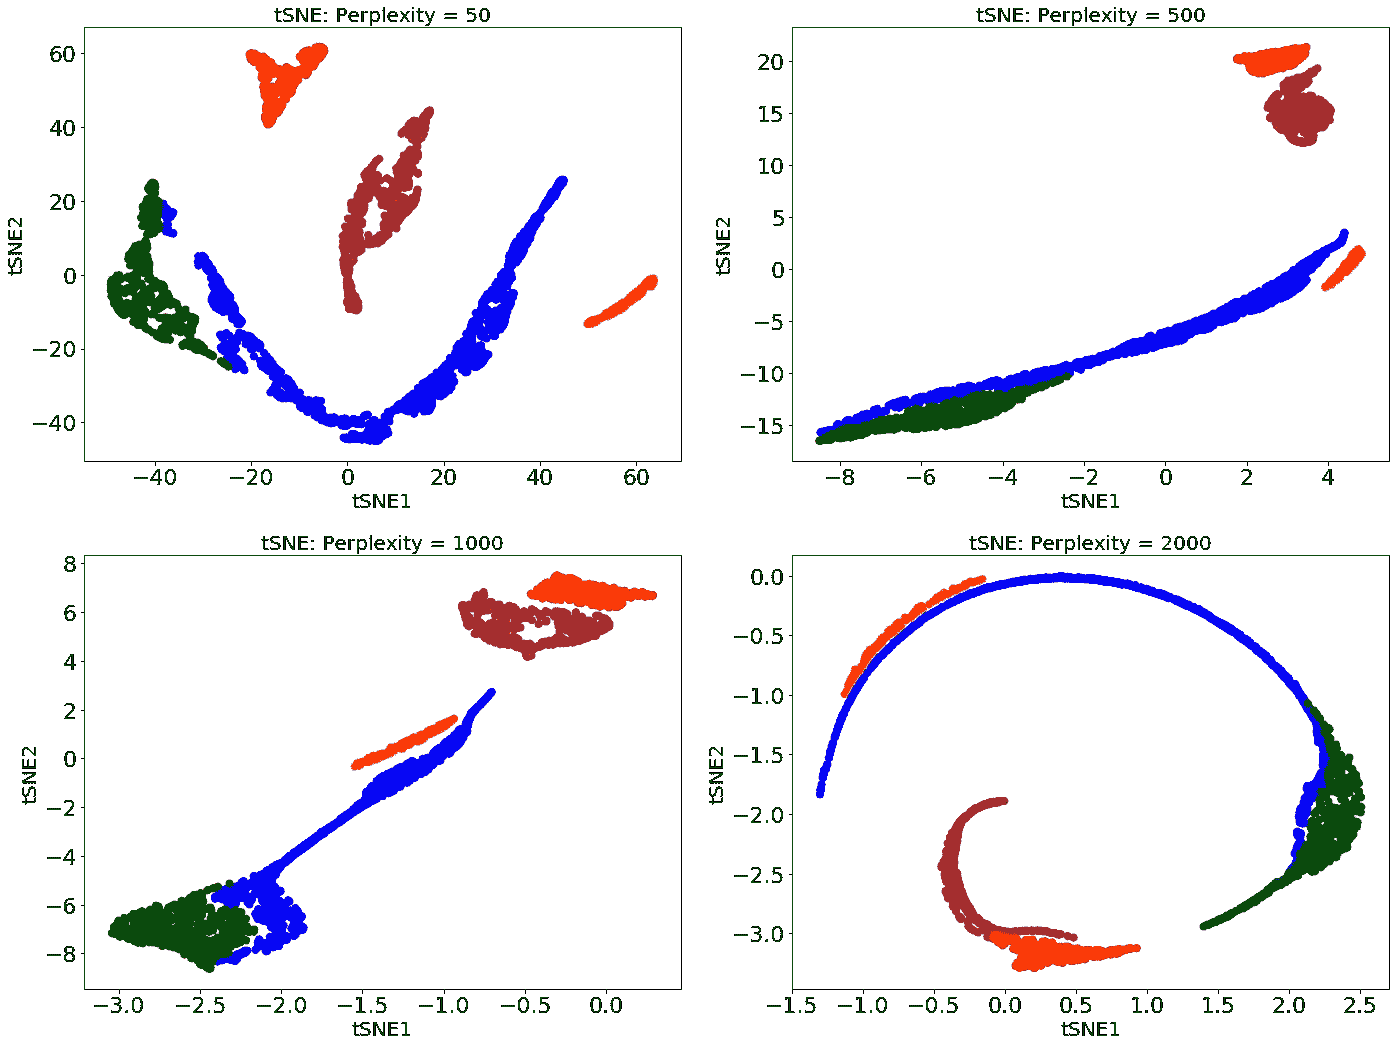 tSNE: Perplexity = 50
60
40
20
0
−20
−40
tSNE2
−40 −20 0 20 40 60
tSNE1
tSNE: Perplexity = 500
20
15
10
5
0
−5
−10
−15
tSNE2
−8 −6 −4 −2 0 2 4
tSNE1
tSNE: Perplexity = 1000
8
6
4
2
0
−2
−4
−6
−8
tSNE2
−3.0 −2.5 −2.0 −1.5 −1.0 −0.5 0.0
tSNE1
tSNE: Perplexity = 2000
0.0
−0.5
−1.0
−1.5
−2.0
−2.5
−3.0
tSNE2
−1.5 −1.0 −0.5 0.0 0.5 1.0 1.5 2.0 2.5
tSNE1